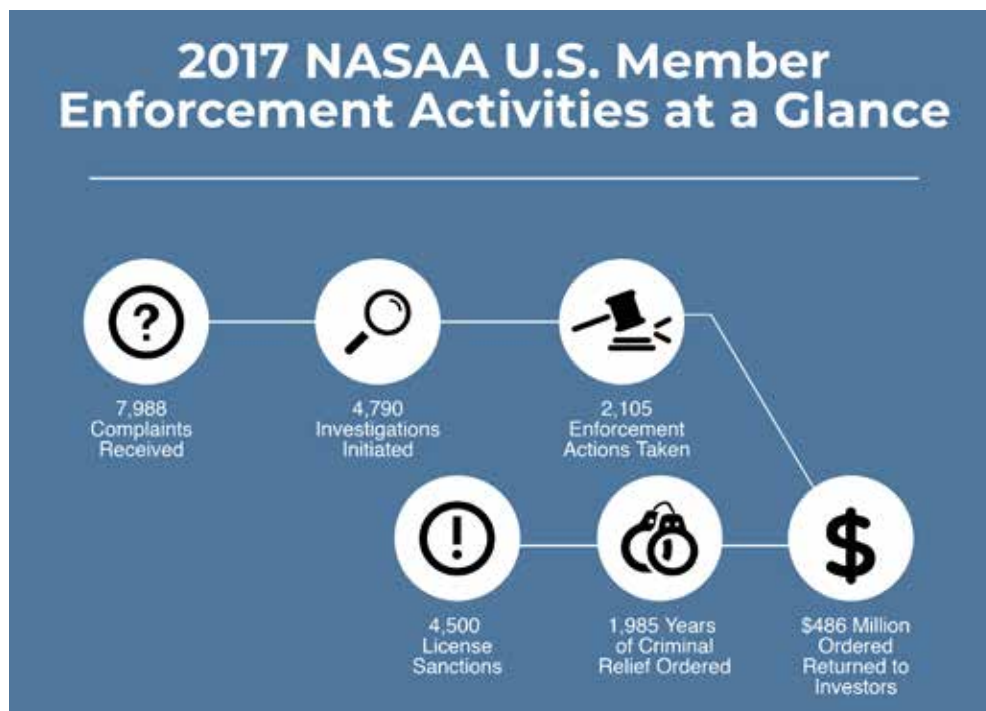 2017 NASAA U.S. Member
Enforcement Activities at a Glance
?
7,988
Complaints
Received
4,790
Investigations
Initiated
2,105
Enforcement
Actions Taken
!
4,500
License
Sanctions
1,985 Years
of Criminal
Relief Ordered
$
$486 Million
Ordered
Returned to
Investors